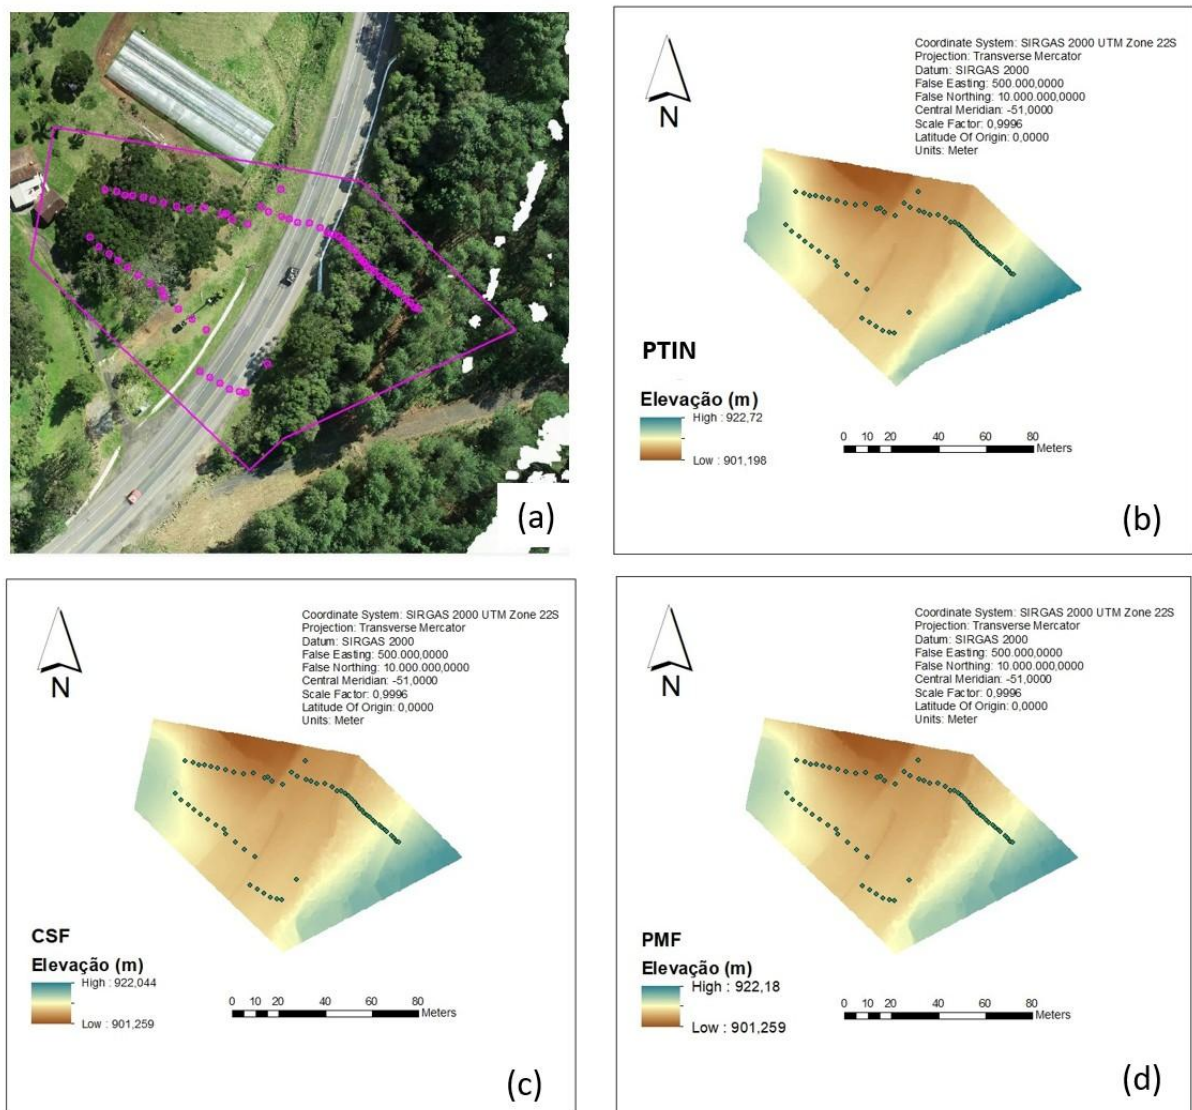 (a)
N
Coordinate System: SIRGAS 2000 UTM Zone 22S
Projection: Transverse Mercator
Datum: SIRGAS 2000
False Easting: 500.000,0000
False Northing: 10.000.000,0000
Central Meridian: -51,0000
Scale Factor: 0,9996
Latitude Of Origin: 0,0000
Units: Meter
PTIN
Elevação (m)
High : 922,72
Low : 901,198
0 10 20 40 60 80
Meters
(b)
N
Coordinate System: SIRGAS 2000 UTM Zone 22S
Projection: Transverse Mercator
Datum: SIRGAS 2000
False Easting: 500.000,0000
False Northing: 10.000.000,0000
Central Meridian: -51,0000
Scale Factor: 0,9996
Latitude Of Origin: 0,0000
Units: Meter
CSF
Elevação (m)
High : 922,044
Low : 901,259
0 10 20 40 60 80
Meters
(c)
N
Coordinate System: SIRGAS 2000 UTM Zone 22S
Projection: Transverse Mercator
Datum: SIRGAS 2000
False Easting: 500.000,0000
False Northing: 10.000.000,0000
Central Meridian: -51,0000
Scale Factor: 0,9996
Latitude Of Origin: 0,0000
Units: Meter
PMF
Elevação (m)
High : 922,18
Low : 901,259
0 10 20 40 60 80
Meters
(d)